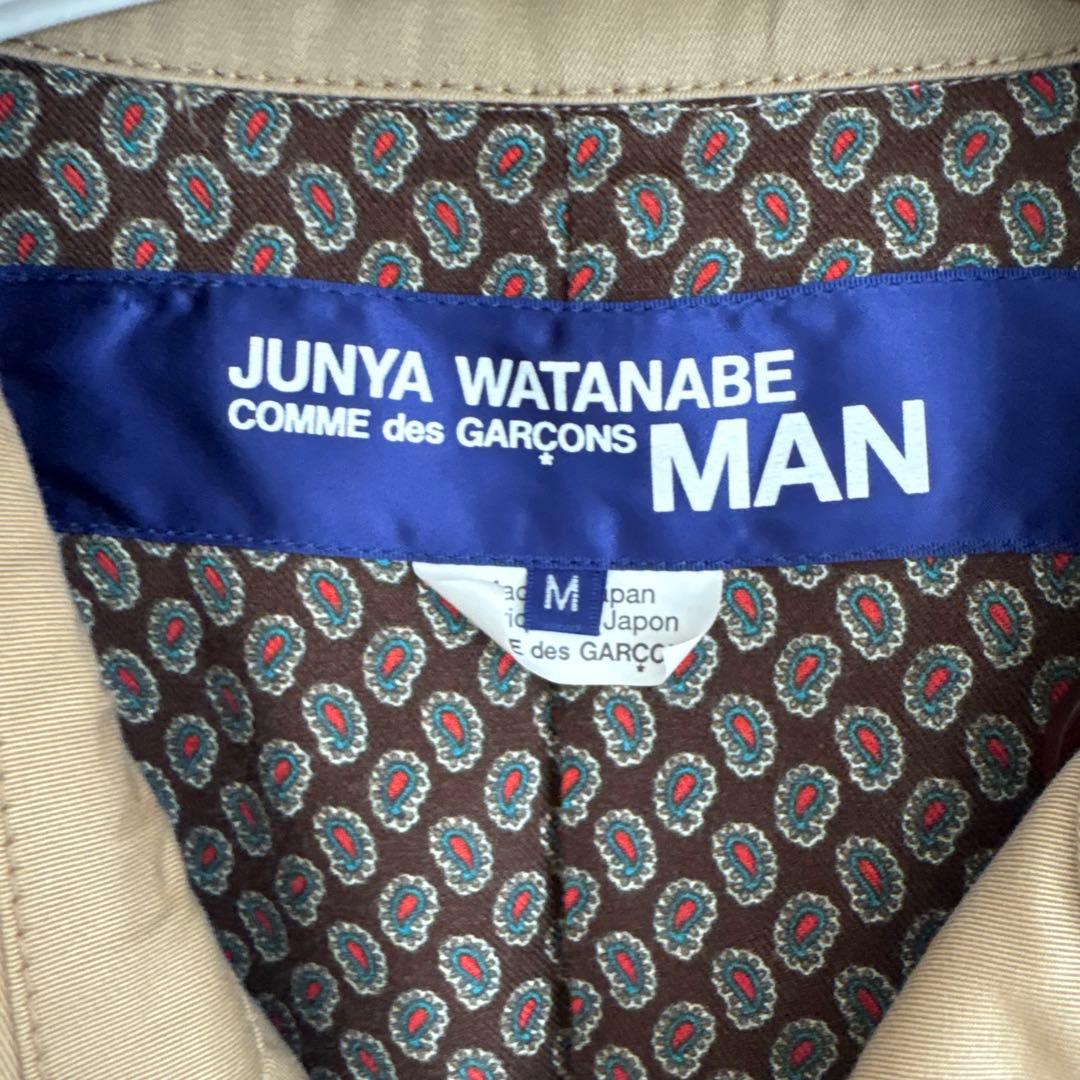 JUNYA WATANABE
COMME des GARÇONS MAN
M
Japon
des